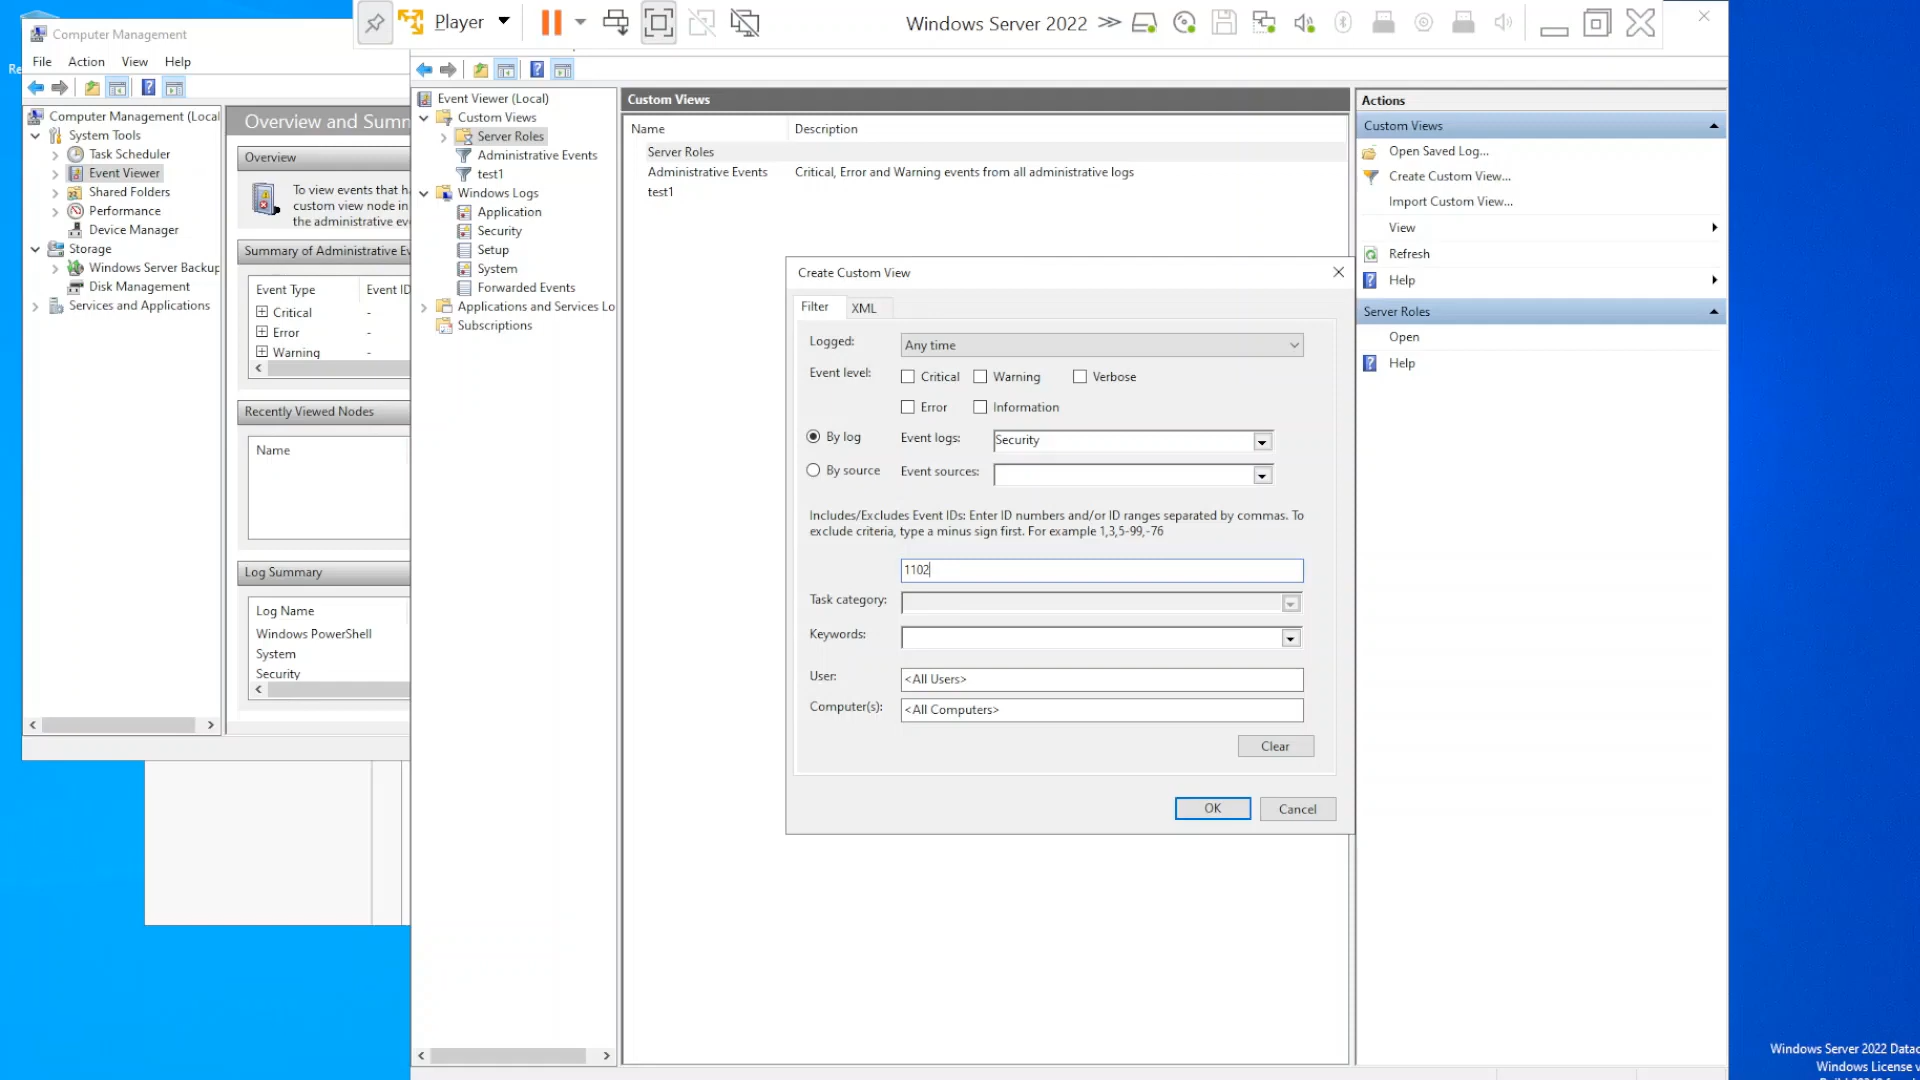 Player
Windows Server 2022
Computer Management
File Action View Help
Computer Management (Local
System Tools
Task Scheduler
Event Viewer
Shared Folders
Performance
Device Manager
Storage
Windows Server Backup
Disk Management
Services and Applications
Overview and Summ
Overview
To view events that ha
custom view node in
the administrative eve
Summary of Administrative Ev
Event Type Event ID
Critical -
Error -
Warning -
Recently Viewed Nodes
Name
Log Summary
Log Name
Windows PowerShell
System
Security
Event Viewer (Local)
Custom Views
Server Roles
Administrative Events
test1
Windows Logs
Application
Security
Setup
System
Forwarded Events
Applications and Services Lo
Subscriptions
Custom Views
Name Description
Server Roles
Administrative Events Critical, Error and Warning events from all administrative logs
test1
Create Custom View
Filter XML
Logged: Any time
Event level: Critical Warning Verbose
Error Information
By log Event logs: Security
By source Event sources:
Includes/Excludes Event IDs: Enter ID numbers and/or ID ranges separated by commas. To
exclude criteria, type a minus sign first. For example 1,3,5-99,-76
1102
Task category:
Keywords:
User: <All Users>
Computer(s): <All Computers>
Clear
OK Cancel
Actions
Custom Views
Open Saved Log...
Create Custom View...
Import Custom View...
View
Refresh
Help
Server Roles
Open
Help
Windows Server 2022 Datac
Windows License v